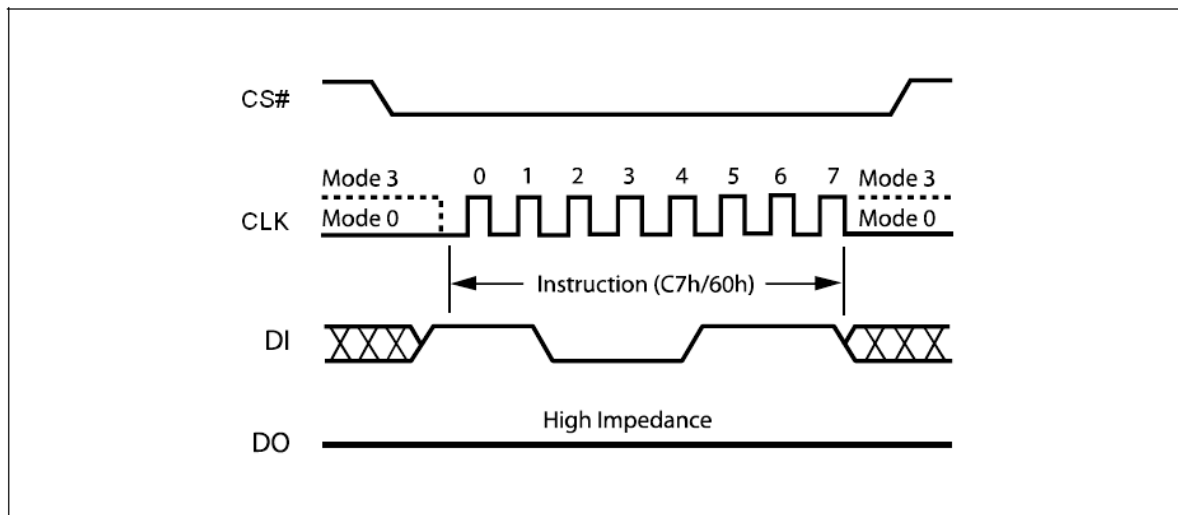 CS#
0 1 2 3 4 5 6 7
Mode 3 Mode 3
CLK
Mode 0 Mode 0
Instruction (C7h/60h)
DI
High Impedance
DO